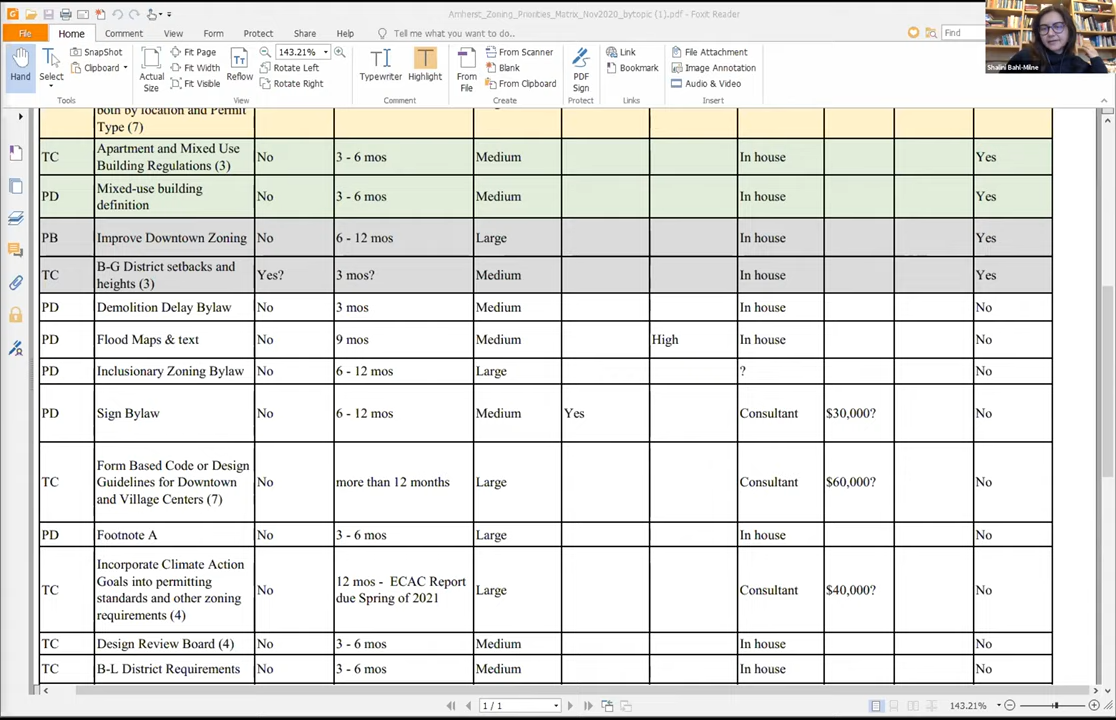 Amherst_Zoning_Priorities_Matrix_Nov2020_bytopic (1).pdf - Foxit Reader
File Home Comment View Form Protect Share Help Tell me what you want to do.. Find
Hand
Select
SnapShot
Clipboard
Tools
Actual Size
Fit Page
Fit Width
Fit Visible
Reflow
143.21%
Rotate Left
Rotate Right
View
Typewriter
Highlight
Comment
From File
From Scanner
Blank
From Clipboard
Create
PDF Sign
Protect
Link
Bookmark
Links
File Attachment
Image Annotation
Audio & Video
Insert
Shalini Bahl-Milne
both by location and Permit
Type (7)
TC Apartment and Mixed Use Building Regulations (3) No 3 - 6 mos Medium In house Yes
PD Mixed-use building definition No 3 - 6 mos Medium In house Yes
PB Improve Downtown Zoning No 6 - 12 mos Large In house Yes
TC B-G District setbacks and heights (3) Yes? 3 mos? Medium In house Yes
PD Demolition Delay Bylaw No 3 mos Medium In house No
PD Flood Maps & text No 9 mos Medium High In house No
PD Inclusionary Zoning Bylaw No 6 - 12 mos Large ? No
PD Sign Bylaw No 6 - 12 mos Medium Yes Consultant $30,000? No
TC Form Based Code or Design Guidelines for Downtown and Village Centers (7) No more than 12 months Large Consultant $60,000? No
PD Footnote A No 3 - 6 mos Large In house No
TC Incorporate Climate Action Goals into permitting standards and other zoning requirements (4) No 12 mos - ECAC Report due Spring of 2021 Large Consultant $40,000? No
TC Design Review Board (4) No 3 - 6 mos Medium In house No
TC B-L District Requirements No 3 - 6 mos Medium In house No
1 / 1
143.21%